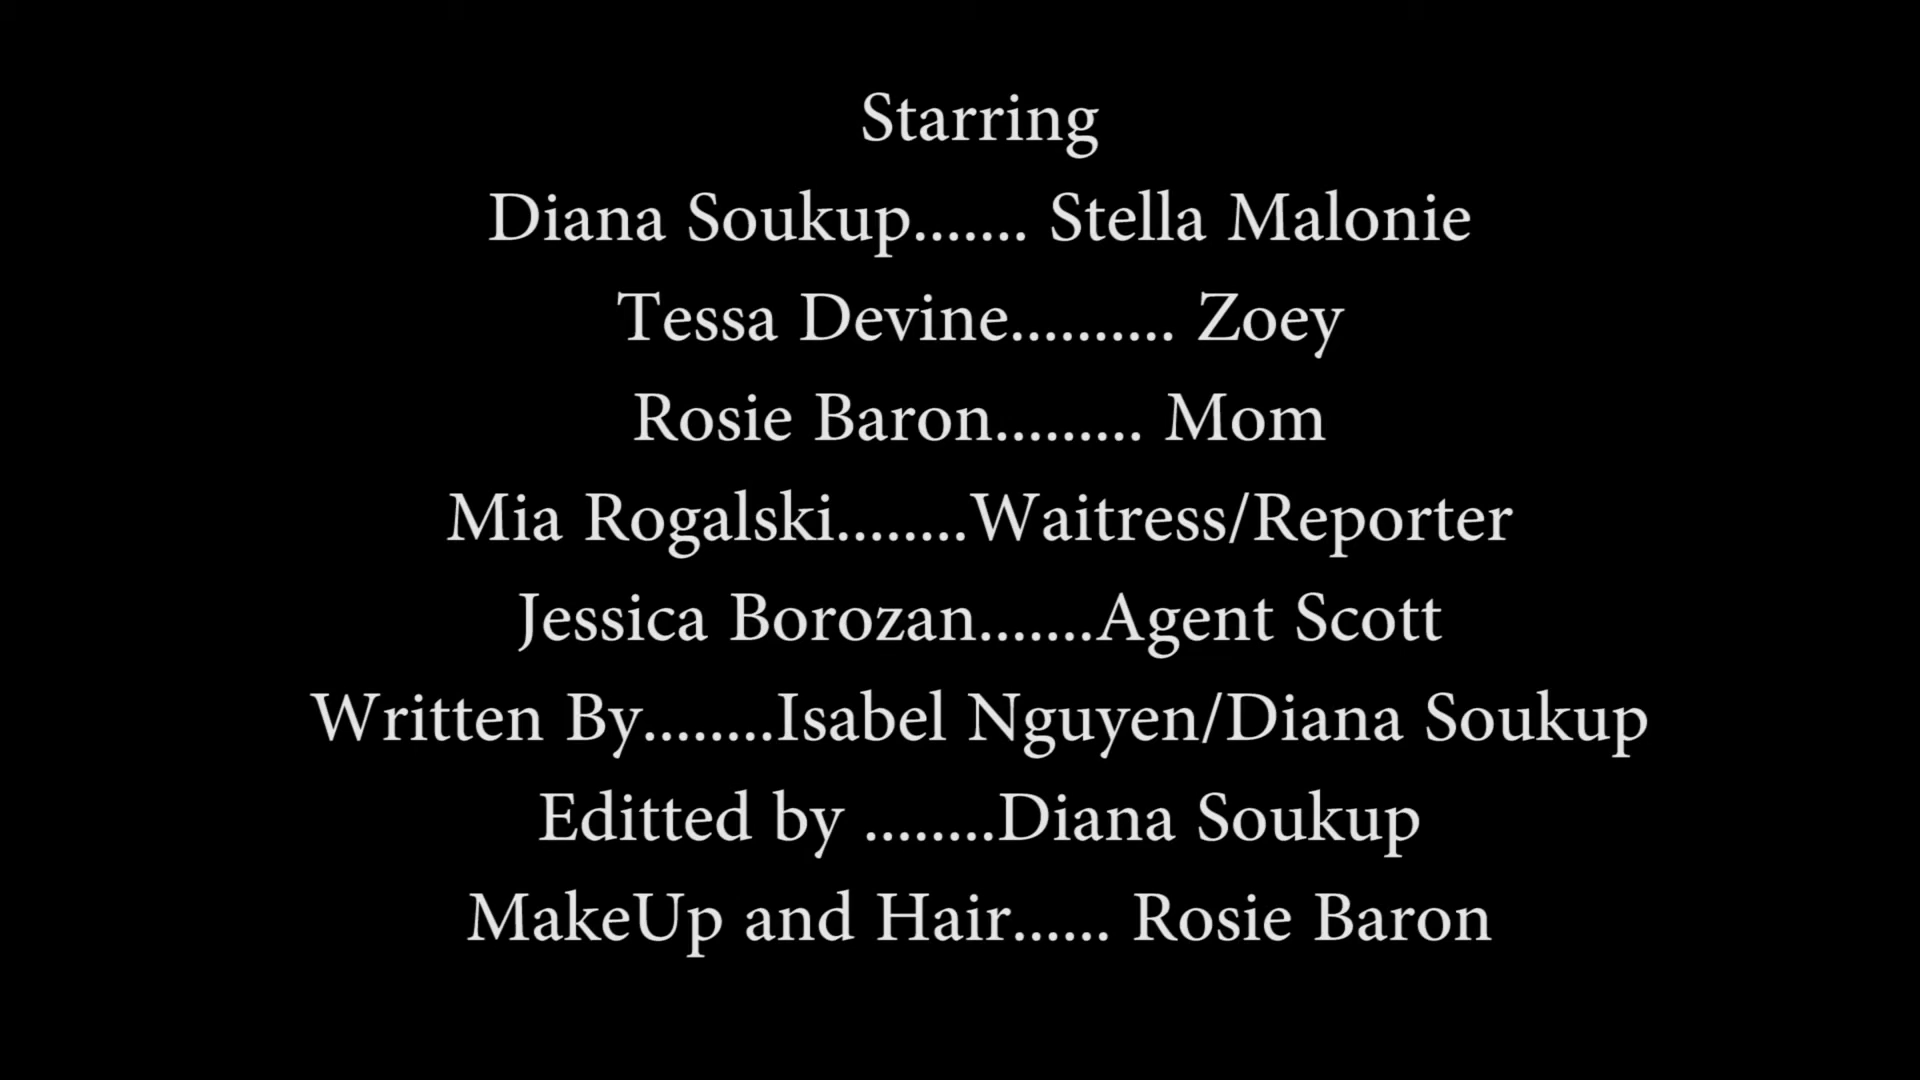 Starring
Diana Soukup....... Stella Malonie
Tessa Devine.......... Zoey
Rosie Baron......... Mom
Mia Rogalski........Waitress/Reporter
Jessica Borozan.......Agent Scott
Written By........Isabel Nguyen/Diana Soukup
Editted by ........Diana Soukup
MakeUp and Hair...... Rosie Baron